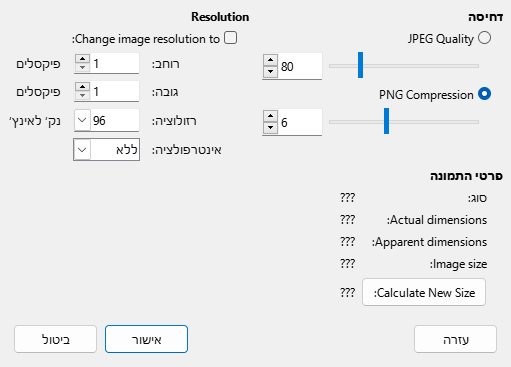 דחיסה
JPEG Quality
80
PNG Compression
6
פרטי התמונה
סוג:
???
Actual dimensions:
???
Apparent dimensions:
???
Image size:
???
Calculate New Size:
???
Resolution
Change image resolution to:
רוחב: 1 פיקסלים
גובה: 1 פיקסלים
רזולוציה: 96 נק׳ לאינץ׳
אינטרפולציה: ללא
עזרה
אישור
ביטול